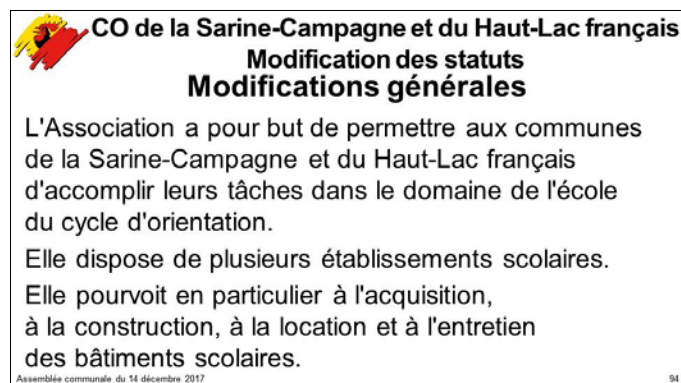 CO de la Sarine-Campagne et du Haut-Lac français
Modification des statuts
Modifications générales
L'Association a pour but de permettre aux communes
de la Sarine-Campagne et du Haut-Lac français
d'accomplir leurs tâches dans le domaine de l'école
du cycle d'orientation.
Elle dispose de plusieurs établissements scolaires.
Elle pourvoit en particulier à l'acquisition,
à la construction, à la location et à l'entretien
des bâtiments scolaires.
Assemblée communale du 14 décembre 2017 94